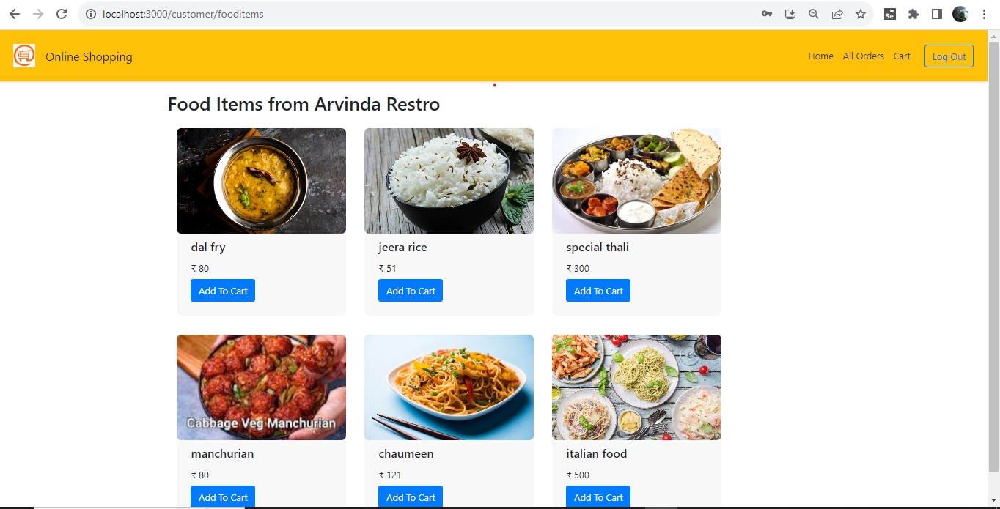 localhost:3000/customer/fooditems
Se
Online Shopping
Home All Orders Cart Log Out
Food Items from Arvinda Restro
dal fry
₹ 80
Add To Cart
jeera rice
₹ 51
Add To Cart
special thali
₹ 300
Add To Cart
Cabbage Veg Manchurian
manchurian
₹ 80
Add To Cart
chaumeen
₹ 121
Add To Cart
italian food
₹ 500
Add To Cart